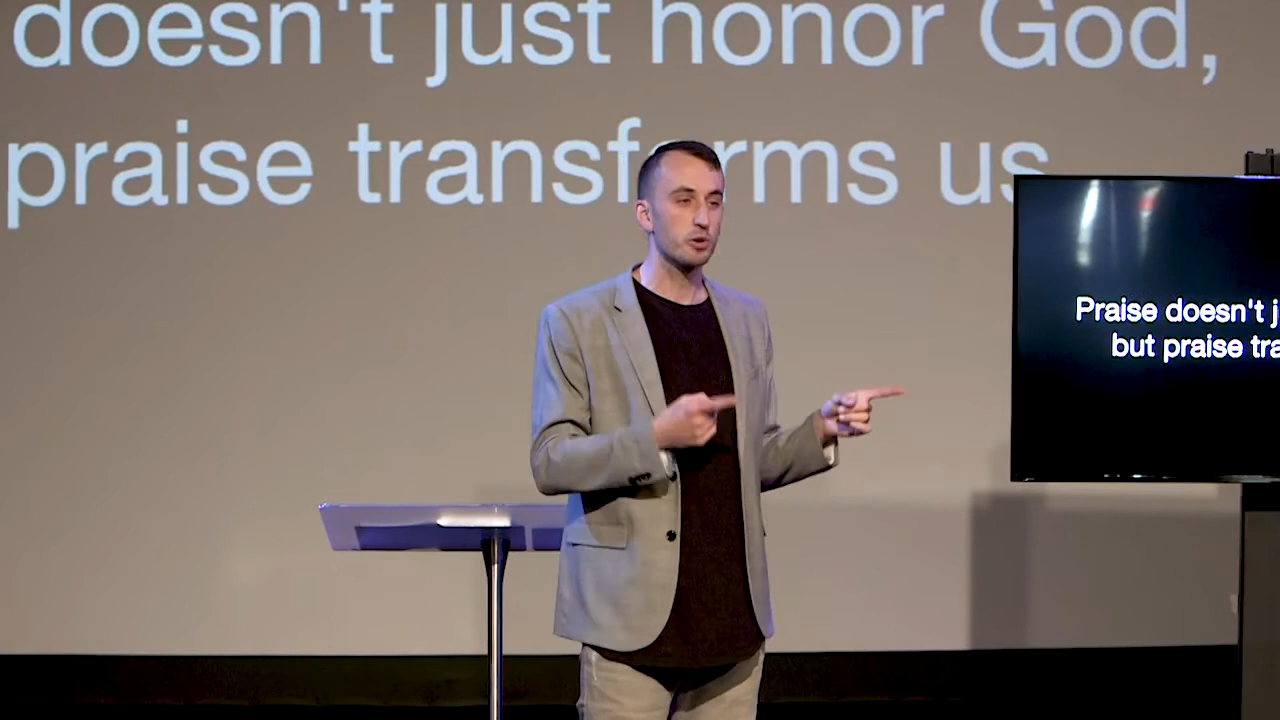 doesn't just honor God,
praise transforms us
Praise doesn't j
but praise tra